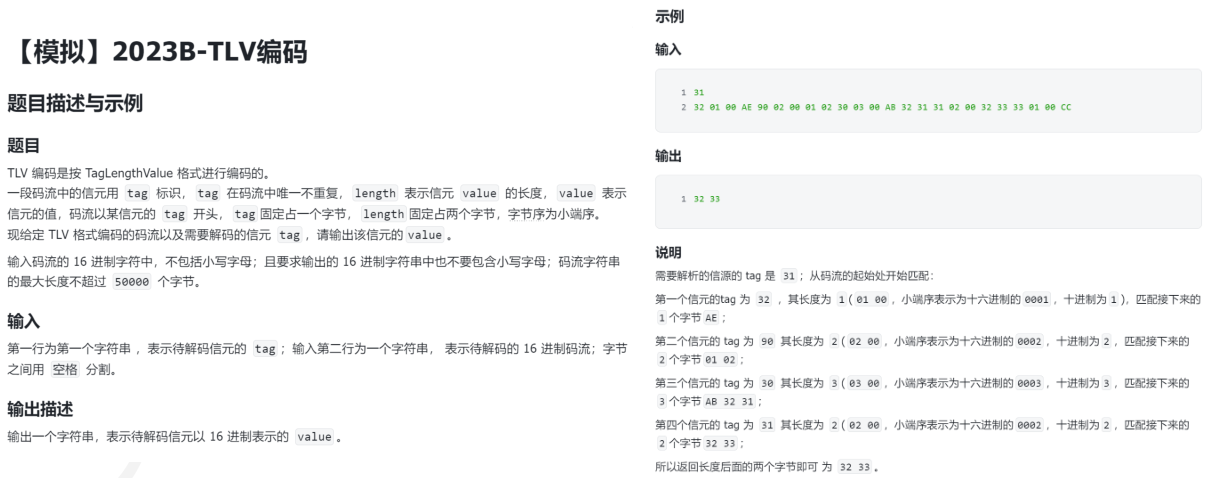 【模拟】2023B-TLV编码
题目描述与示例
题目
TLV 编码是按 TagLengthValue 格式进行编码的。
一段码流中的信元用 tag 标识， tag 在码流中唯一不重复， length 表示信元 value 的长度， value 表示
信元的值，码流以某信元的 tag 开头， tag 固定占一个字节， length 固定占两个字节，字节序为小端序。
现给定 TLV 格式编码的码流以及需要解码的信元 tag ，请输出该信元的 value 。
输入码流的 16 进制字符中，不包括小写字母；且要求输出的 16 进制字符串中也不要包含小写字母；码流字符串
的最大长度不超过 50000 个字节。
输入
第一行为第一个字符串 ，表示待解码信元的 tag ；输入第二行为一个字符串， 表示待解码的 16 进制码流；字节
之间用 空格 分割。
输出描述
输出一个字符串，表示待解码信元以 16 进制表示的 value 。
示例
输入
1 31
2 32 01 00 AE 90 02 00 01 02 30 03 00 AB 32 31 31 02 00 32 33 33 01 00 CC
输出
1 32 33
说明
需要解析的信源的 tag 是 31 ；从码流的起始处开始匹配：
第一个信元的tag 为 32 ，其长度为 1 ( 01 00 ，小端序表示为十六进制的 0001 ，十进制为 1 )，匹配接下来的
1 个字节 AE ；
第二个信元的 tag 为 90 其长度为 2 ( 02 00 ，小端序表示为十六进制的 0002 ，十进制为 2 ，匹配接下来的
2 个字节 01 02 ；
第三个信元的 tag 为 30 其长度为 3 ( 03 00 ，小端序表示为十六进制的 0003 ，十进制为 3 ，匹配接下来的
3 个字节 AB 32 31 ；
第四个信元的 tag 为 31 其长度为 2 ( 02 00 ，小端序表示为十六进制的 0002 ，十进制为 2 ，匹配接下来的
2 个字节 32 33 ；
所以返回长度后面的两个字节即可 为 32 33 。